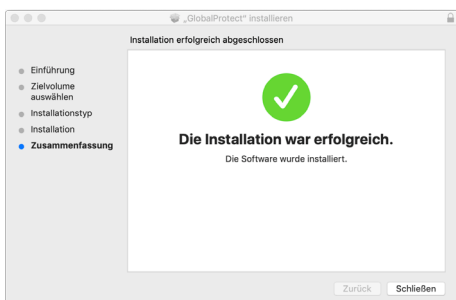 „GlobalProtect“ installieren
Installation erfolgreich abgeschlossen
Einführung
Zielvolume
auswählen
Installationstyp
Installation
Zusammenfassung
Die Installation war erfolgreich.
Die Software wurde installiert.
Zurück
Schließen